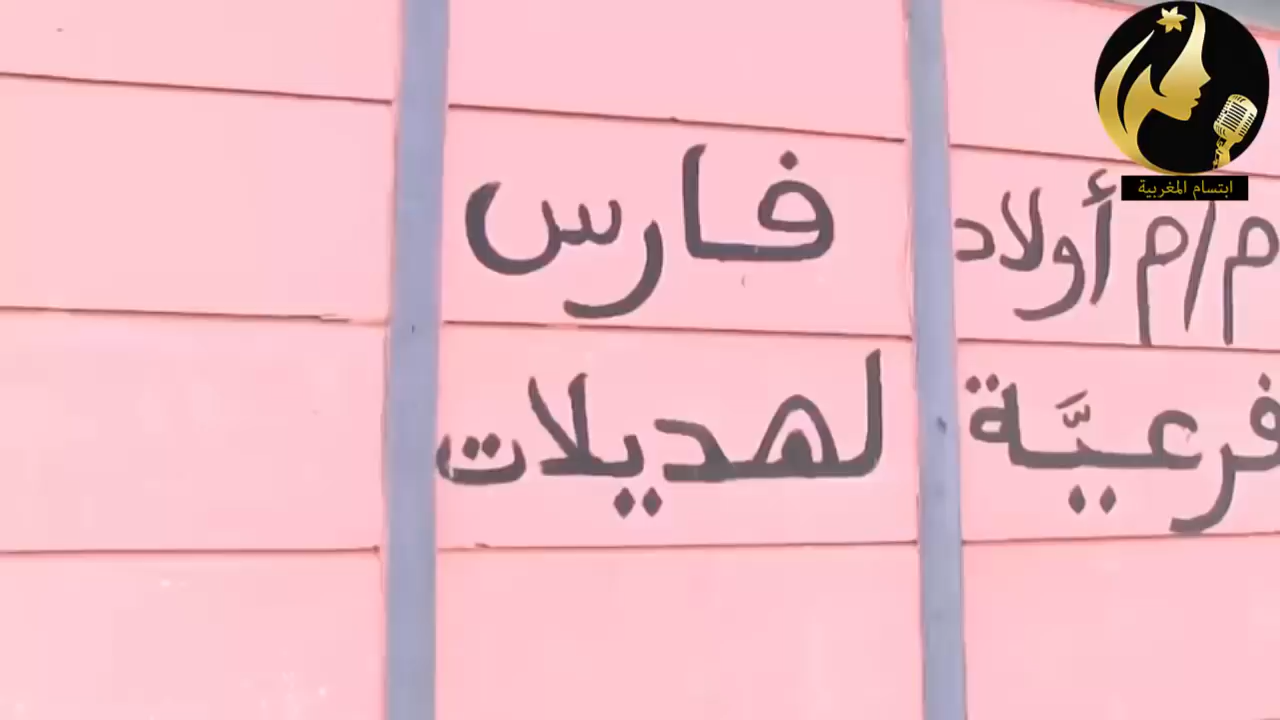 ابتسام المغربية
م/م أولاد فارس
فرعيَّة لهديلات